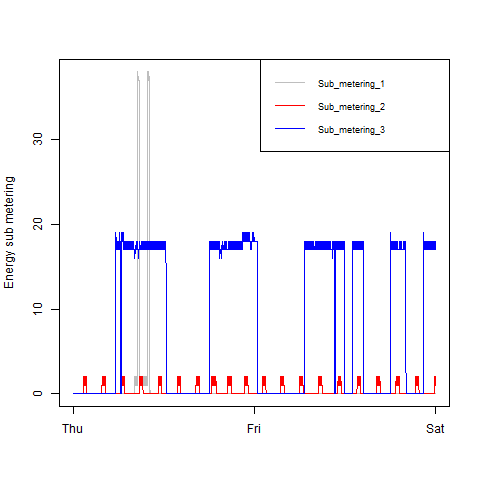 Sub_metering_1
Sub_metering_2
Sub_metering_3
Energy sub metering
30
20
10
0
Thu
Fri
Sat